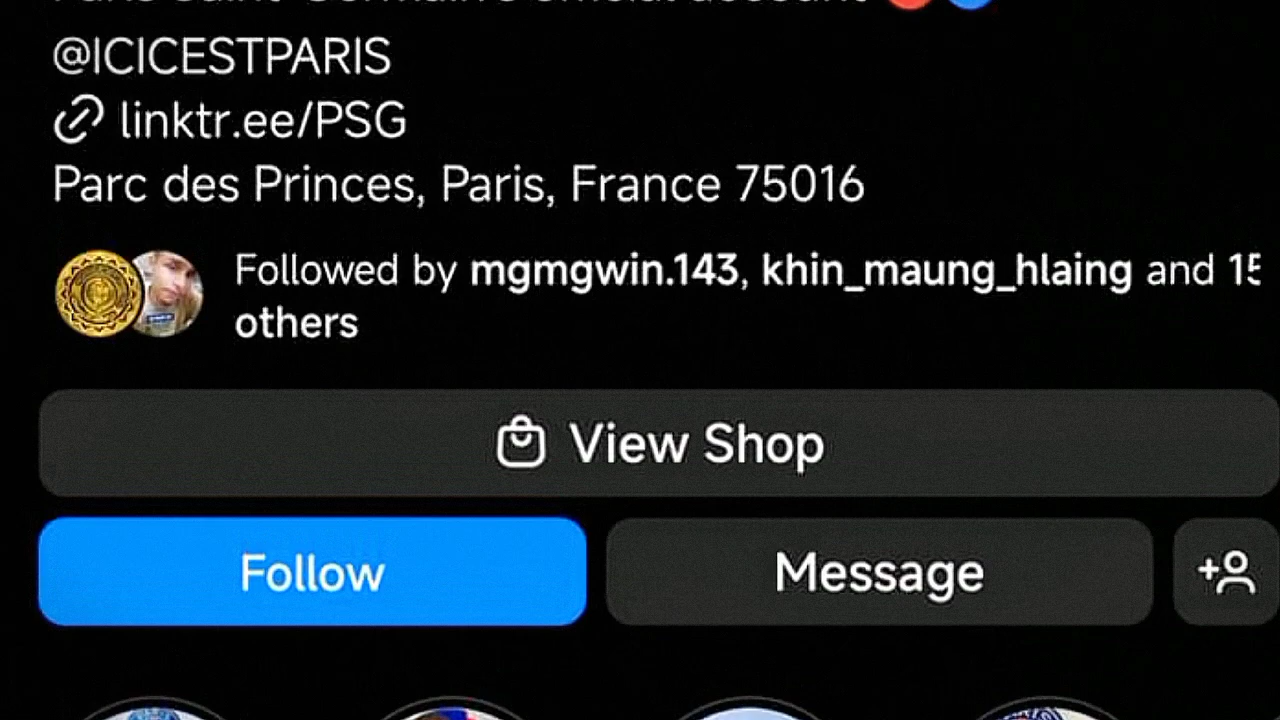 @ICICESTPARIS
linktr.ee/PSG
Parc des Princes, Paris, France 75016
Followed by mgmgwin.143, khin_maung_hlaing and 15
others
View Shop
Follow
Message